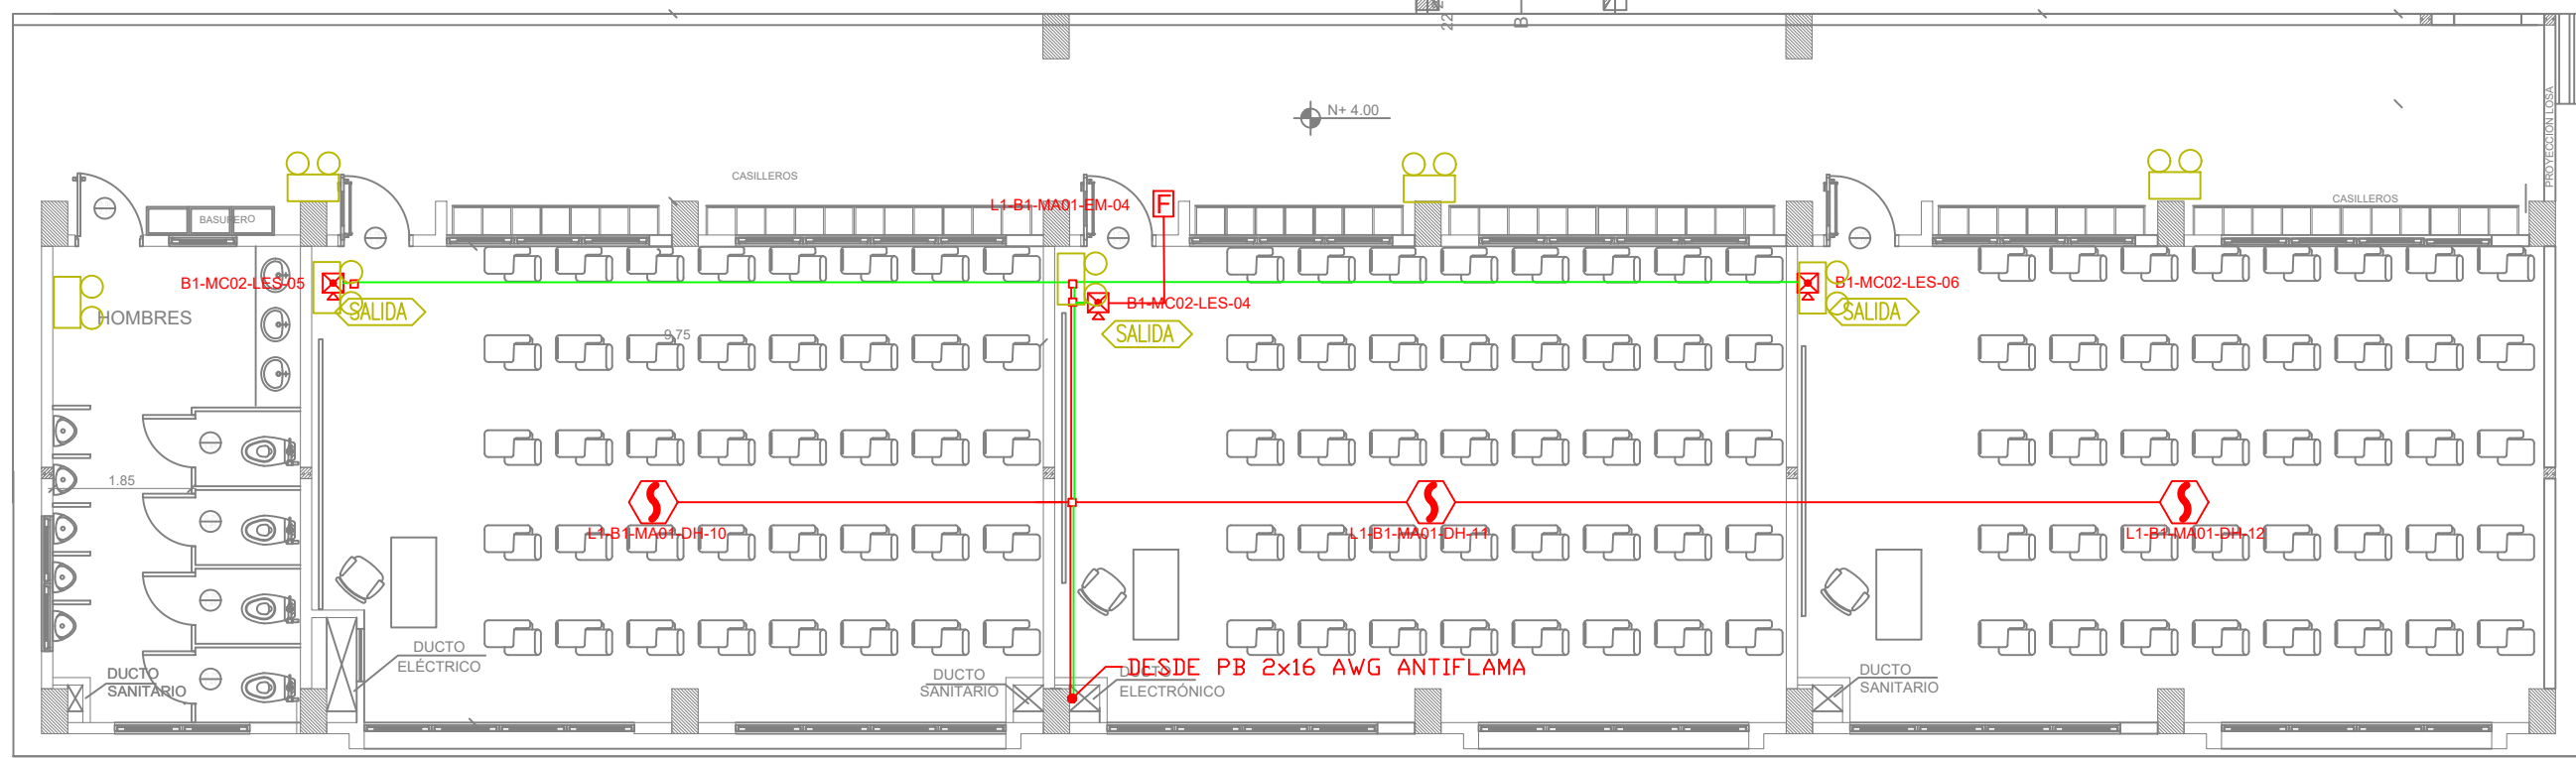 22
B
N+ 4.00
PROYECCION LOSA
CASILLEROS
CASILLEROS
BASURERO
L1-B1-MA01-EM-04
F
B1-MC02-LES-05
B1-MC02-LES-04
B1-MC02-LES-06
HOMBRES
SALIDA
SALIDA
SALIDA
9.75
1.85
L1-B1-MA01-DH-10
L1-B1-MA01-DH-11
L1-B1-MA01-DH-12
DUCTO
ELÉCTRICO
DUCTO
SANITARIO
DUCTO
SANITARIO
DESDE PB 2x16 AWG ANTIFLAMA
DUCTO
ELECTRÓNICO
DUCTO
SANITARIO